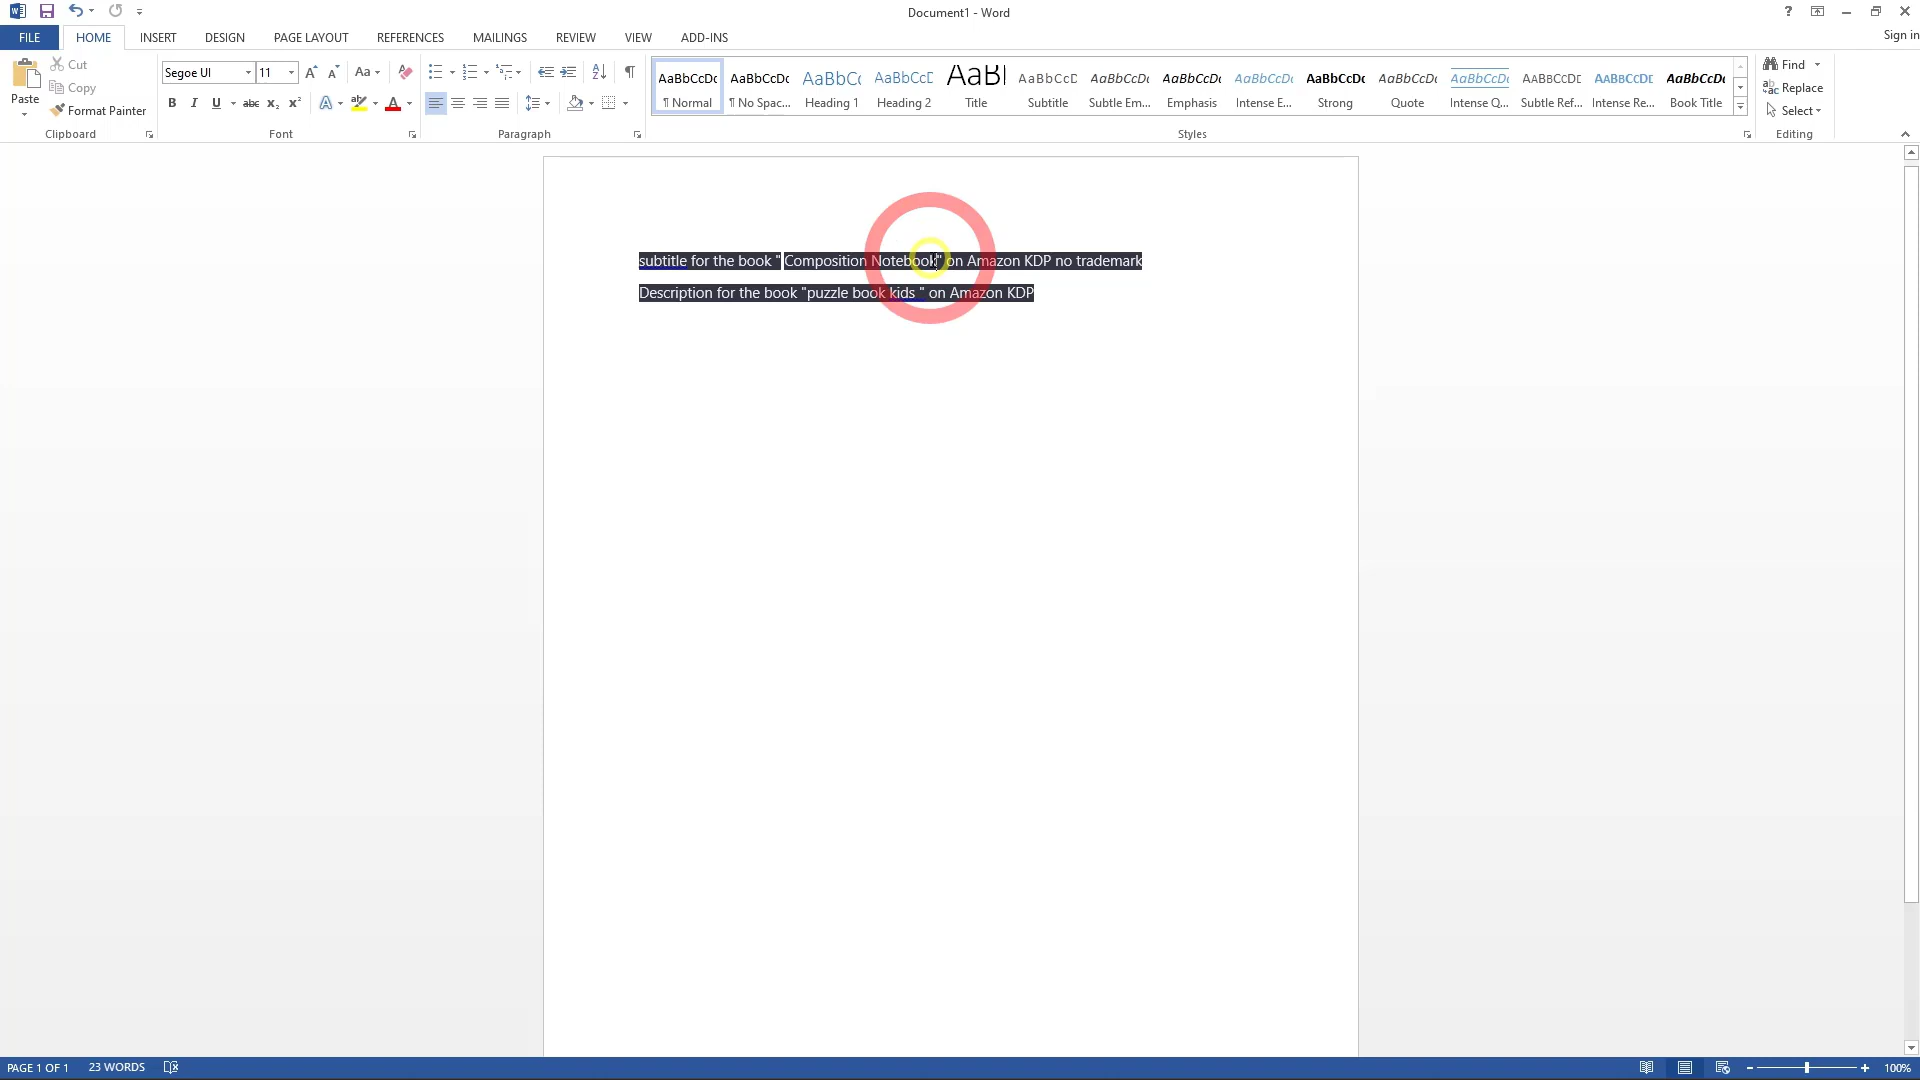 Document1 - Word
Sign in
FILE HOME INSERT DESIGN PAGE LAYOUT REFERENCES MAILINGS REVIEW VIEW ADD-INS
Paste
Cut
Copy
Format Painter
Clipboard
Segoe UI 11
Font
Paragraph
AaBbCcDc AaBbCcDc AaBbCc AaBbCcD AaBl AaBbCcD AaBbCcDc AaBbCcDc AaBbCcDc AaBbCcDc AaBbCcDc AaBbCcDc AABBCCDE AABBCCDE AaBbCcDc
¶ Normal ¶ No Spac... Heading 1 Heading 2 Title Subtitle Subtle Em... Emphasis Intense E... Strong Quote Intense Q... Subtle Ref... Intense Re... Book Title
Styles
Find
Replace
Select
Editing
subtitle for the book " Composition Notebook" on Amazon KDP no trademark
Description for the book "puzzle book kids " on Amazon KDP
PAGE 1 OF 1 23 WORDS 100%